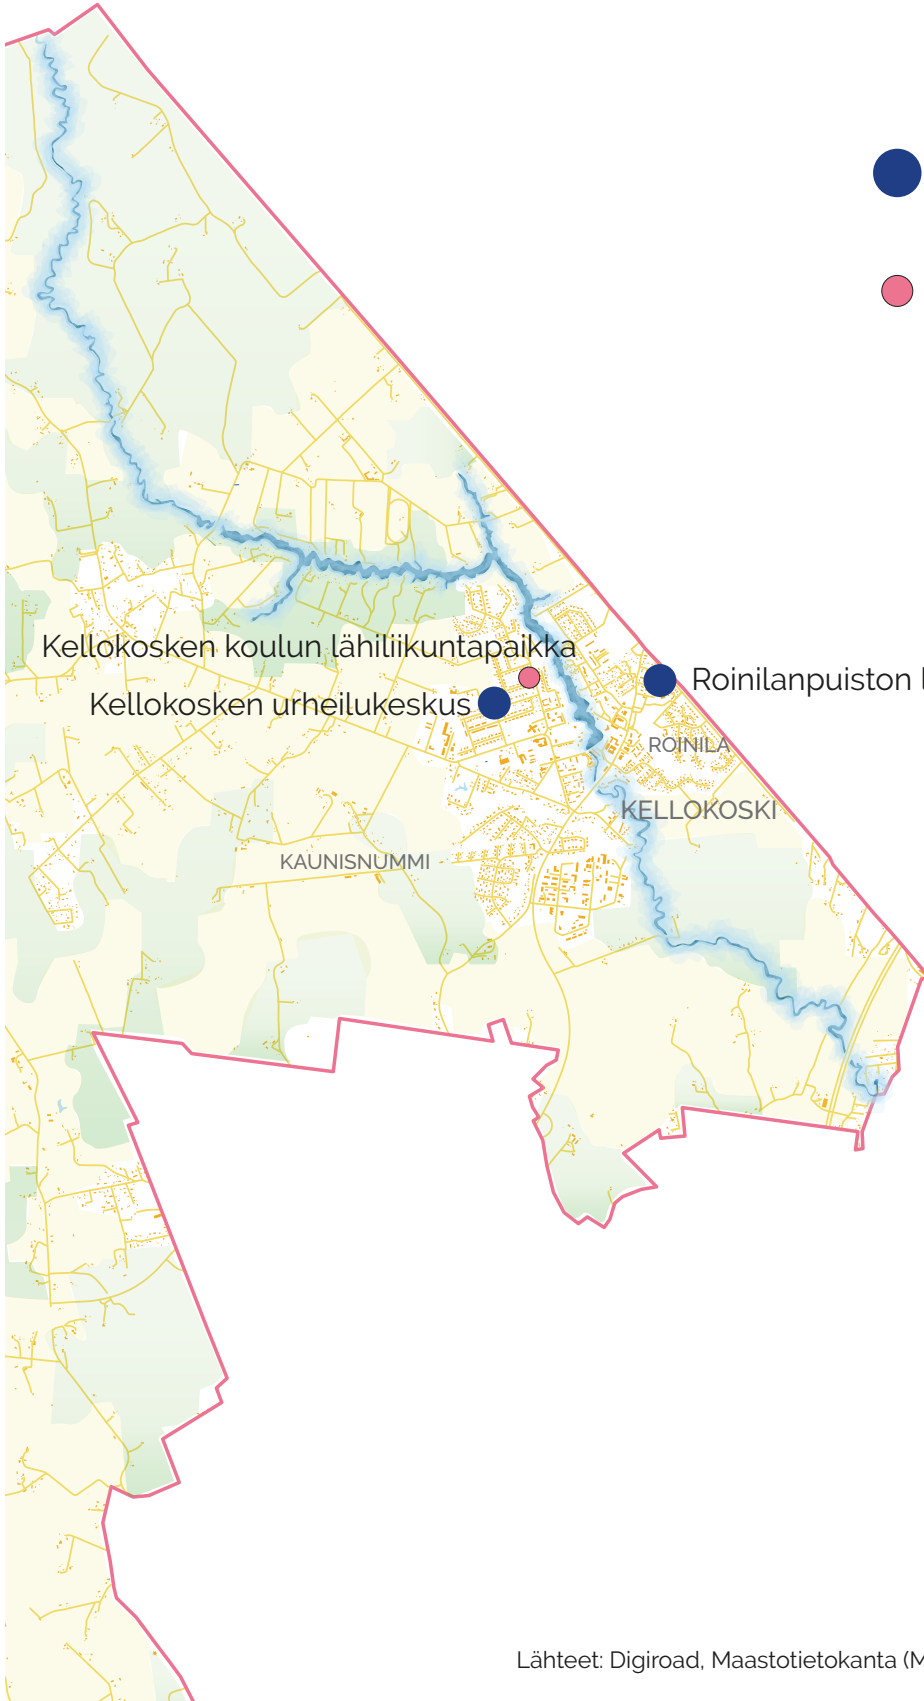 Kellokosken koulun lähiliikuntapaikka
Kellokosken urheilukeskus
Roinilanpuiston
ROINILA
KELLOKOSKI
KAUNISNUMMI
Lähteet: Digiroad, Maastotietokanta